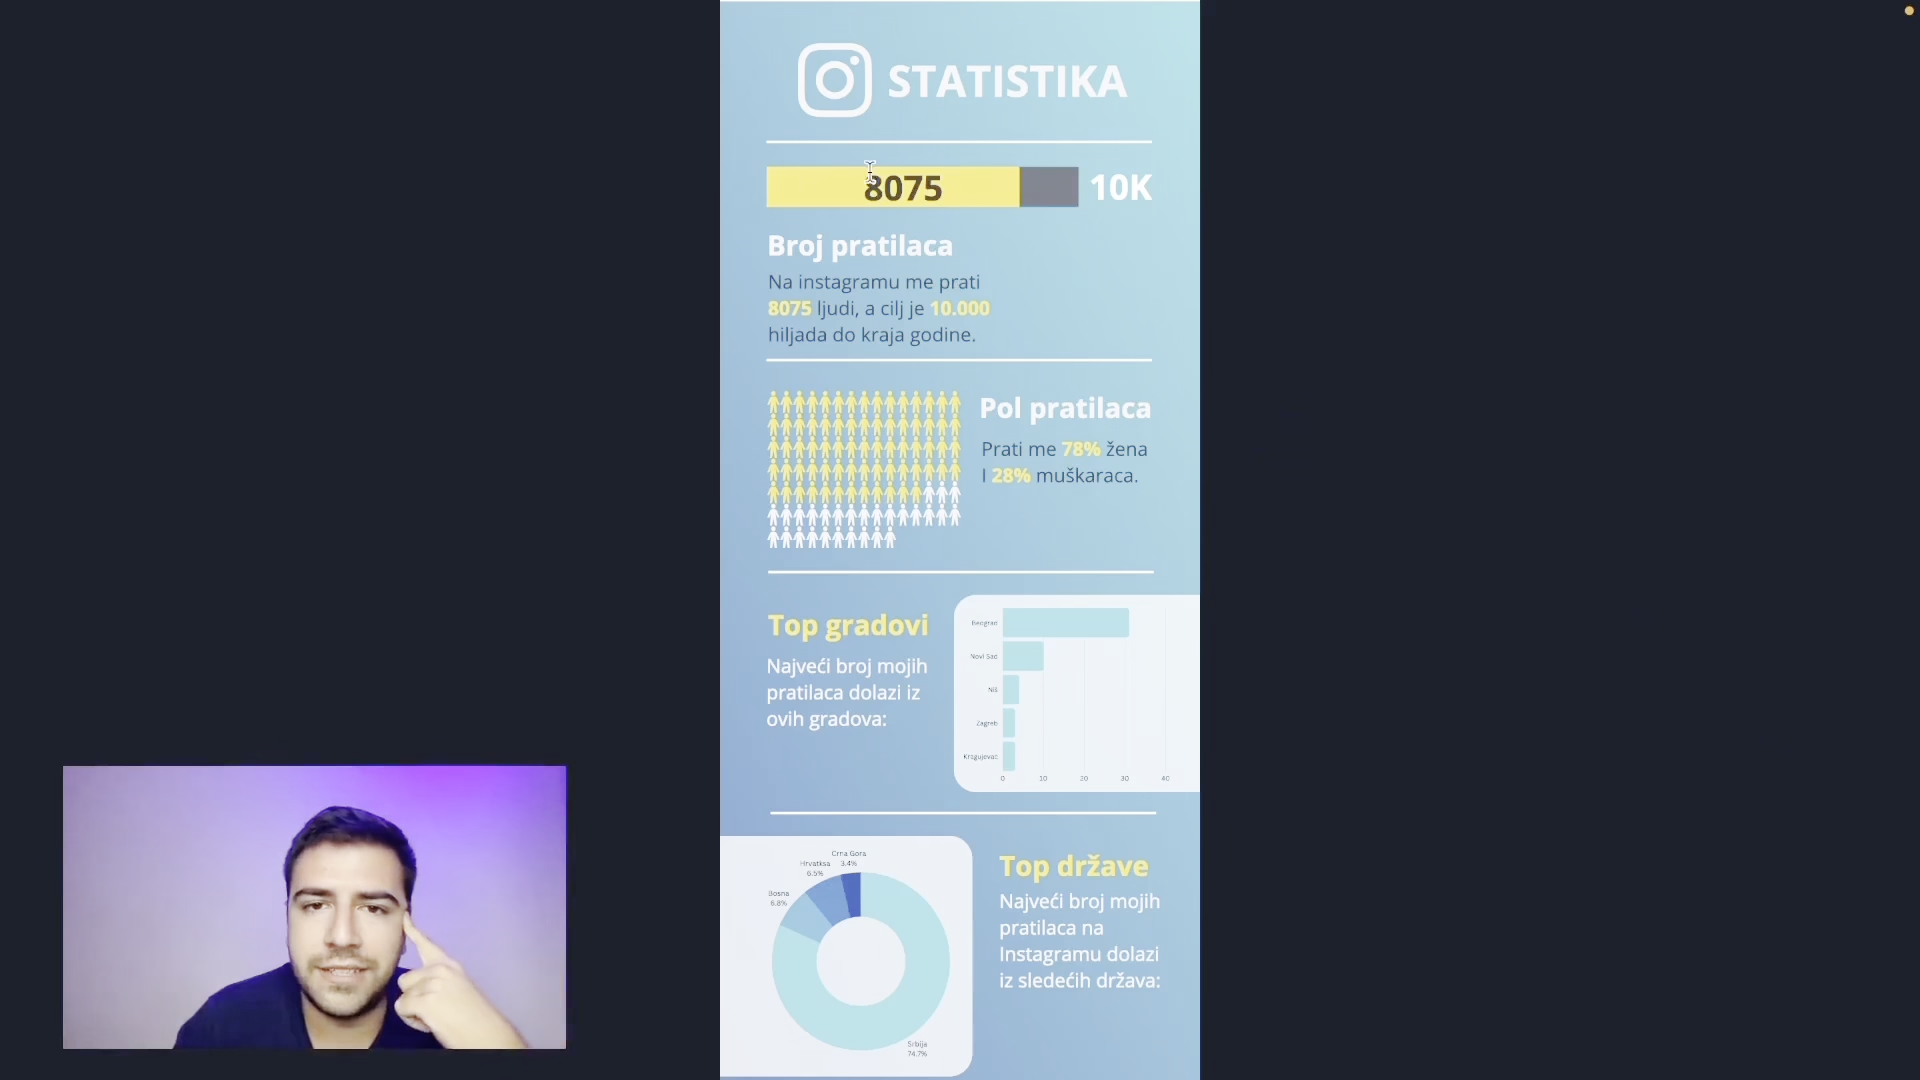 STATISTIKA
8075
10K
Broj pratilaca
Na instagramu me prati
8075 ljudi, a cilj je 10.000
hiljada do kraja godine.
Pol pratilaca
Prati me 78% žena
I 28% muškaraca.
Top gradovi
Najveći broj mojih
pratilaca dolazi iz
ovih gradova:
Beograd
Novi Sad
Niš
Zagreb
Kragujevac
0 10 20 30 40
Crna Gora
3.4%
Hrvatksa
6.5%
Bosna
6.8%
Srbija
74.7%
Top države
Najveći broj mojih
pratilaca na
Instagramu dolazi
iz sledećih država: